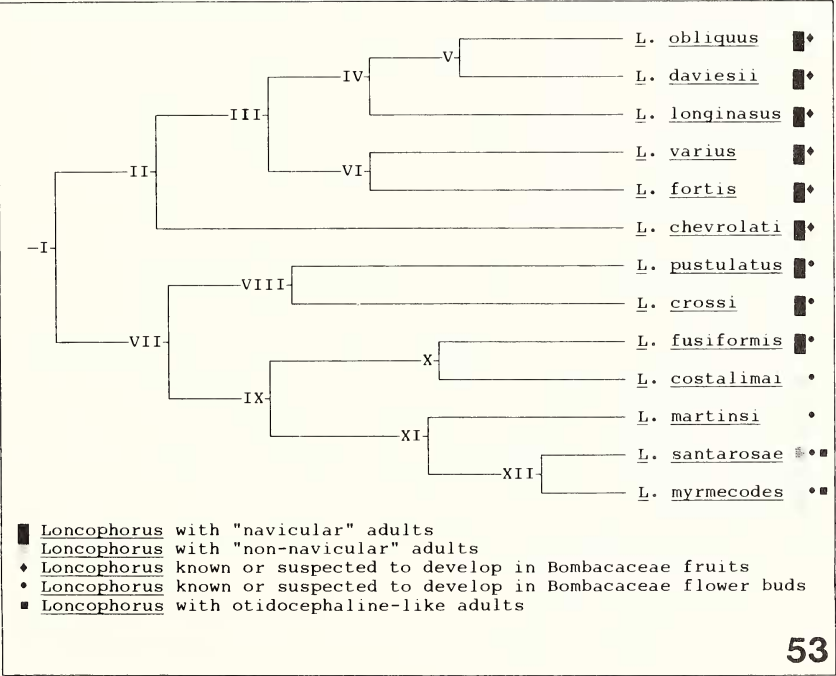 L. obliquus ♦
V
IV
L. daviesii ♦
III
L. longinasus ♦
L. varius ♦
II
VI
L. fortis ♦
L. chevrolati ♦
I
L. pustulatus •
VIII
L. crossi •
VII
L. fusiformis •
X
L. costalimai •
IX
L. martinsi •
XI
L. santarosae • ■
XII
L. myrmecodes • ■
Loncophorus with "navicular" adults
Loncophorus with "non-navicular" adults
♦ Loncophorus known or suspected to develop in Bombacaceae fruits
• Loncophorus known or suspected to develop in Bombacaceae flower buds
■ Loncophorus with otidocephaline-like adults
53